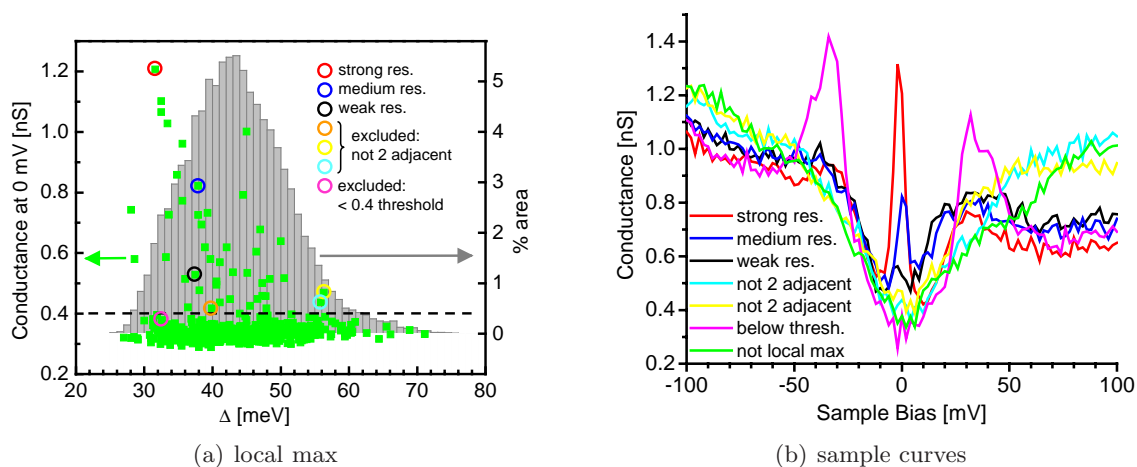 1.2
1.0
0.8
0.6
0.4
0.2
Conductance at 0 mV [nS]
20 30 40 50 60 70 80
Δ [meV]
5
4
3
2
1
0
% area
strong res.
medium res.
weak res.
excluded:
not 2 adjacent
excluded:
< 0.4 threshold
(a) local max
1.4
1.2
1.0
0.8
0.6
0.4
0.2
Conductance [nS]
strong res.
medium res.
weak res.
not 2 adjacent
not 2 adjacent
below thresh.
not local max
-100 -50 0 50 100
Sample Bias [mV]
(b) sample curves